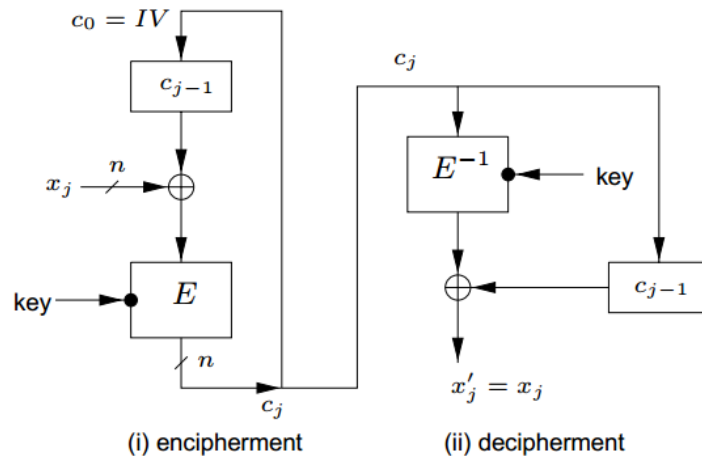 c₀ = IV
cⱼ₋₁
n
xⱼ
key
E
n
cⱼ
(i) encipherment
cⱼ
E⁻¹
key
cⱼ₋₁
x′ⱼ = xⱼ
(ii) decipherment